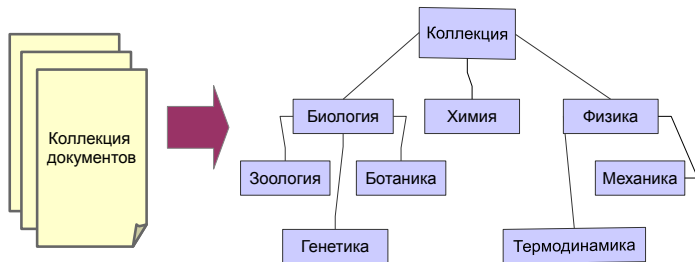 Коллекция
документов
Коллекция
Биология
Химия
Физика
Зоология
Ботаника
Механика
Генетика
Термодинамика